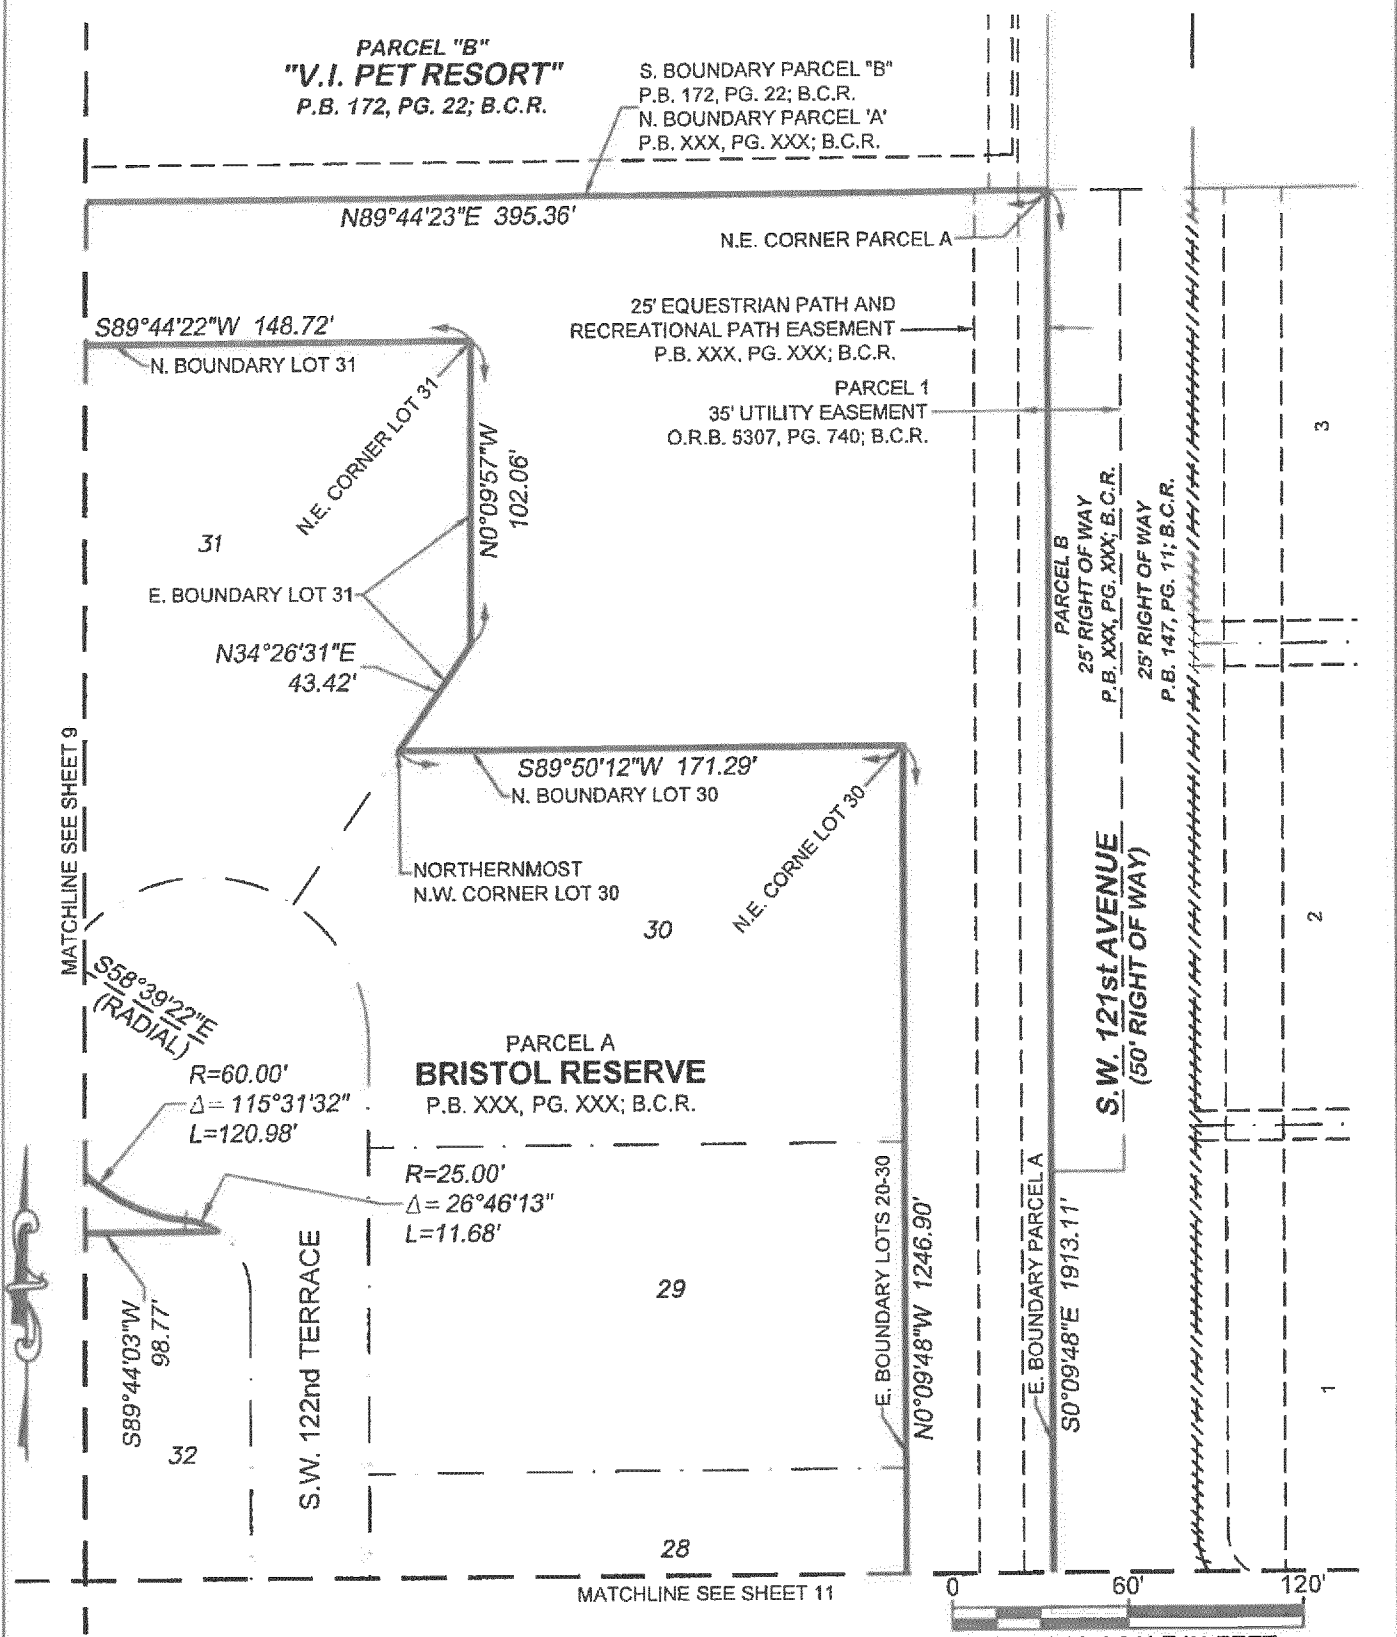 PARCEL "B"
"V.I. PET RESORT"
P.B. 172, PG. 22; B.C.R.
S. BOUNDARY PARCEL "B"
P.B. 172, PG. 22; B.C.R.
N. BOUNDARY PARCEL 'A'
P.B. XXX, PG. XXX; B.C.R.
N89°44'23"E 395.36'
N.E. CORNER PARCEL A
S89°44'22"W 148.72'
N. BOUNDARY LOT 31
25' EQUESTRIAN PATH AND
RECREATIONAL PATH EASEMENT
P.B. XXX, PG. XXX; B.C.R.
PARCEL 1
35' UTILITY EASEMENT
O.R.B. 5307, PG. 740; B.C.R.
N.E. CORNER LOT 31
N0°09'57"W
102.06'
3
31
E. BOUNDARY LOT 31
N34°26'31"E
43.42'
PARCEL B
25' RIGHT OF WAY
P.B. XXX, PG. XXX; B.C.R.
25' RIGHT OF WAY
P.B. 147, PG. 11; B.C.R.
S89°50'12"W 171.29'
N. BOUNDARY LOT 30
MATCHLINE SEE SHEET 9
NORTHERNMOST
N.W. CORNER LOT 30
N.E. CORNE LOT 30
30
2
S.W. 121st AVENUE
(50' RIGHT OF WAY)
S58°39'22"E
(RADIAL)
PARCEL A
BRISTOL RESERVE
P.B. XXX, PG. XXX; B.C.R.
R=60.00'
Δ= 115°31'32"
L=120.98'
R=25.00'
Δ= 26°46'13"
L=11.68'
E. BOUNDARY LOTS 20-30
N0°09'48"W 1246.90'
E. BOUNDARY PARCEL A
S0°09'48"E 1913.11'
S89°44'03"W
98.77'
S.W. 122nd TERRACE
29
1
32
28
MATCHLINE SEE SHEET 11
0 60' 120'